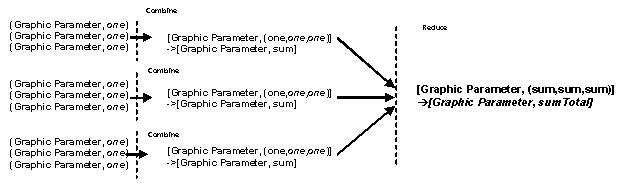 Combine
(Graphic Parameter, one)
(Graphic Parameter, one)
(Graphic Parameter, one)
[Graphic Parameter, (one,one,one)]
->[Graphic Parameter, sum]
Combine
(Graphic Parameter, one)
(Graphic Parameter, one)
(Graphic Parameter, one)
[Graphic Parameter, (one,one,one)]
->[Graphic Parameter, sum]
Combine
(Graphic Parameter, one)
(Graphic Parameter, one)
(Graphic Parameter, one)
[Graphic Parameter, (one,one,one)]
->[Graphic Parameter, sum]
Reduce
[Graphic Parameter, (sum,sum,sum)]
→[Graphic Parameter, sumTotal]